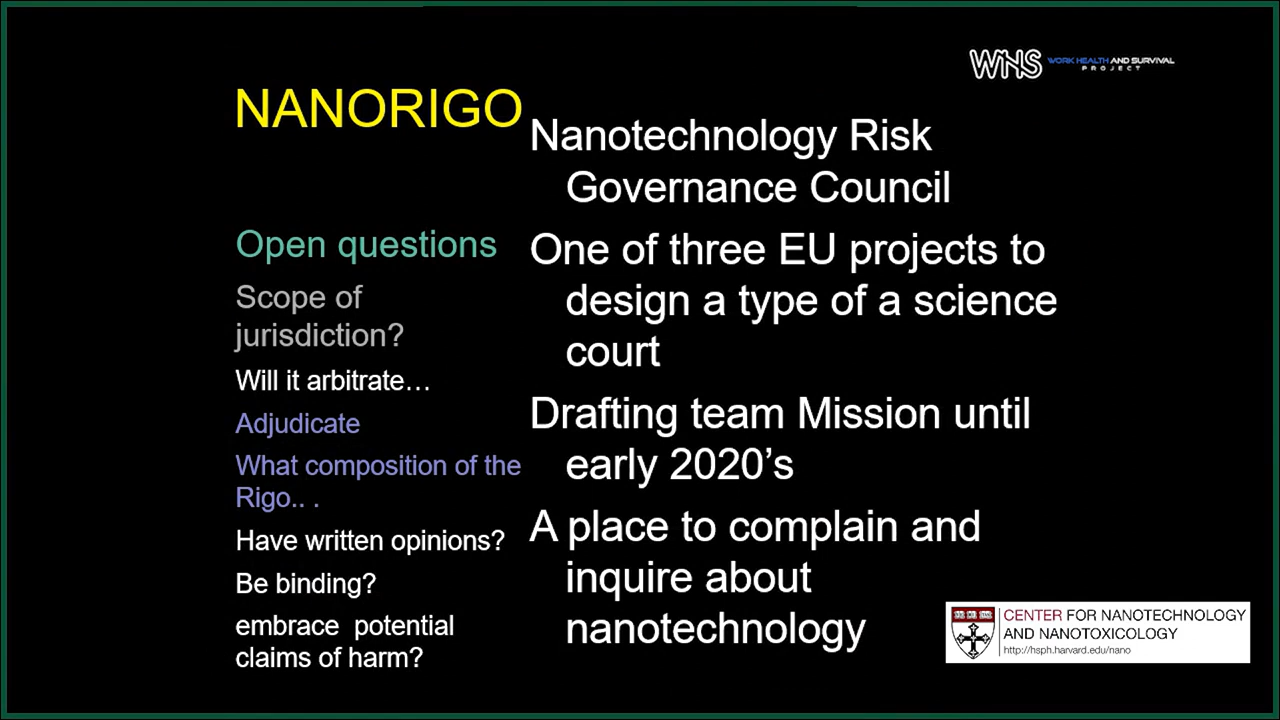 WHS WORK HEALTH AND SURVIVAL
PROJECT
NANORIGO
Open questions
Scope of
jurisdiction?
Will it arbitrate…
Adjudicate
What composition of the
Rigo.. .
Have written opinions?
Be binding?
embrace  potential
claims of harm?
Nanotechnology Risk
Governance Council
One of three EU projects to
design a type of a science
court
Drafting team Mission until
early 2020’s
A place to complain and
inquire about
nanotechnology
CENTER FOR NANOTECHNOLOGY
AND NANOTOXICOLOGY
http://hsph.harvard.edu/nano